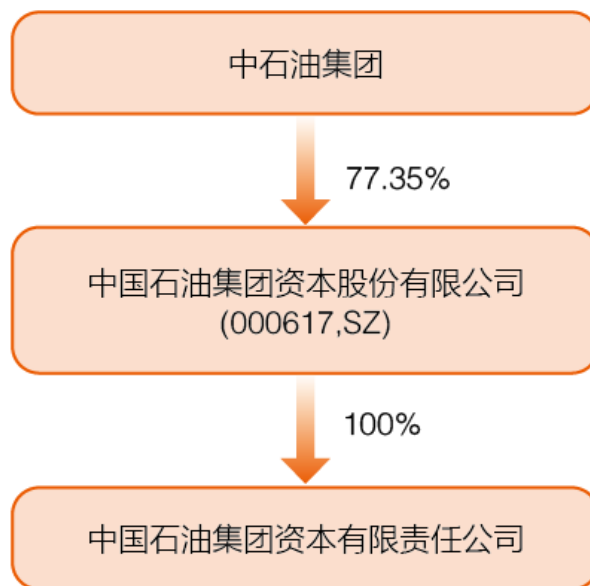 中石油集团
77.35%
中国石油集团资本股份有限公司
(000617,SZ)
100%
中国石油集团资本有限责任公司